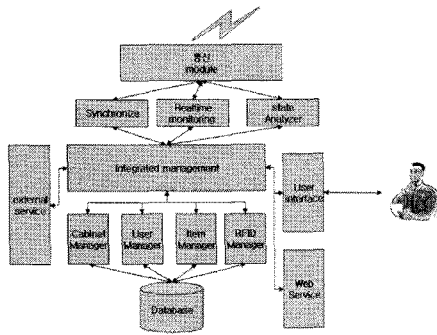 통신
module
Synchronize
Realtime
monitoring
state
Analyzer
Integrated management
external
service
User
interface
Cabinet
Manager
User
Manager
Item
Manager
RFID
Manager
Web
Service
Database